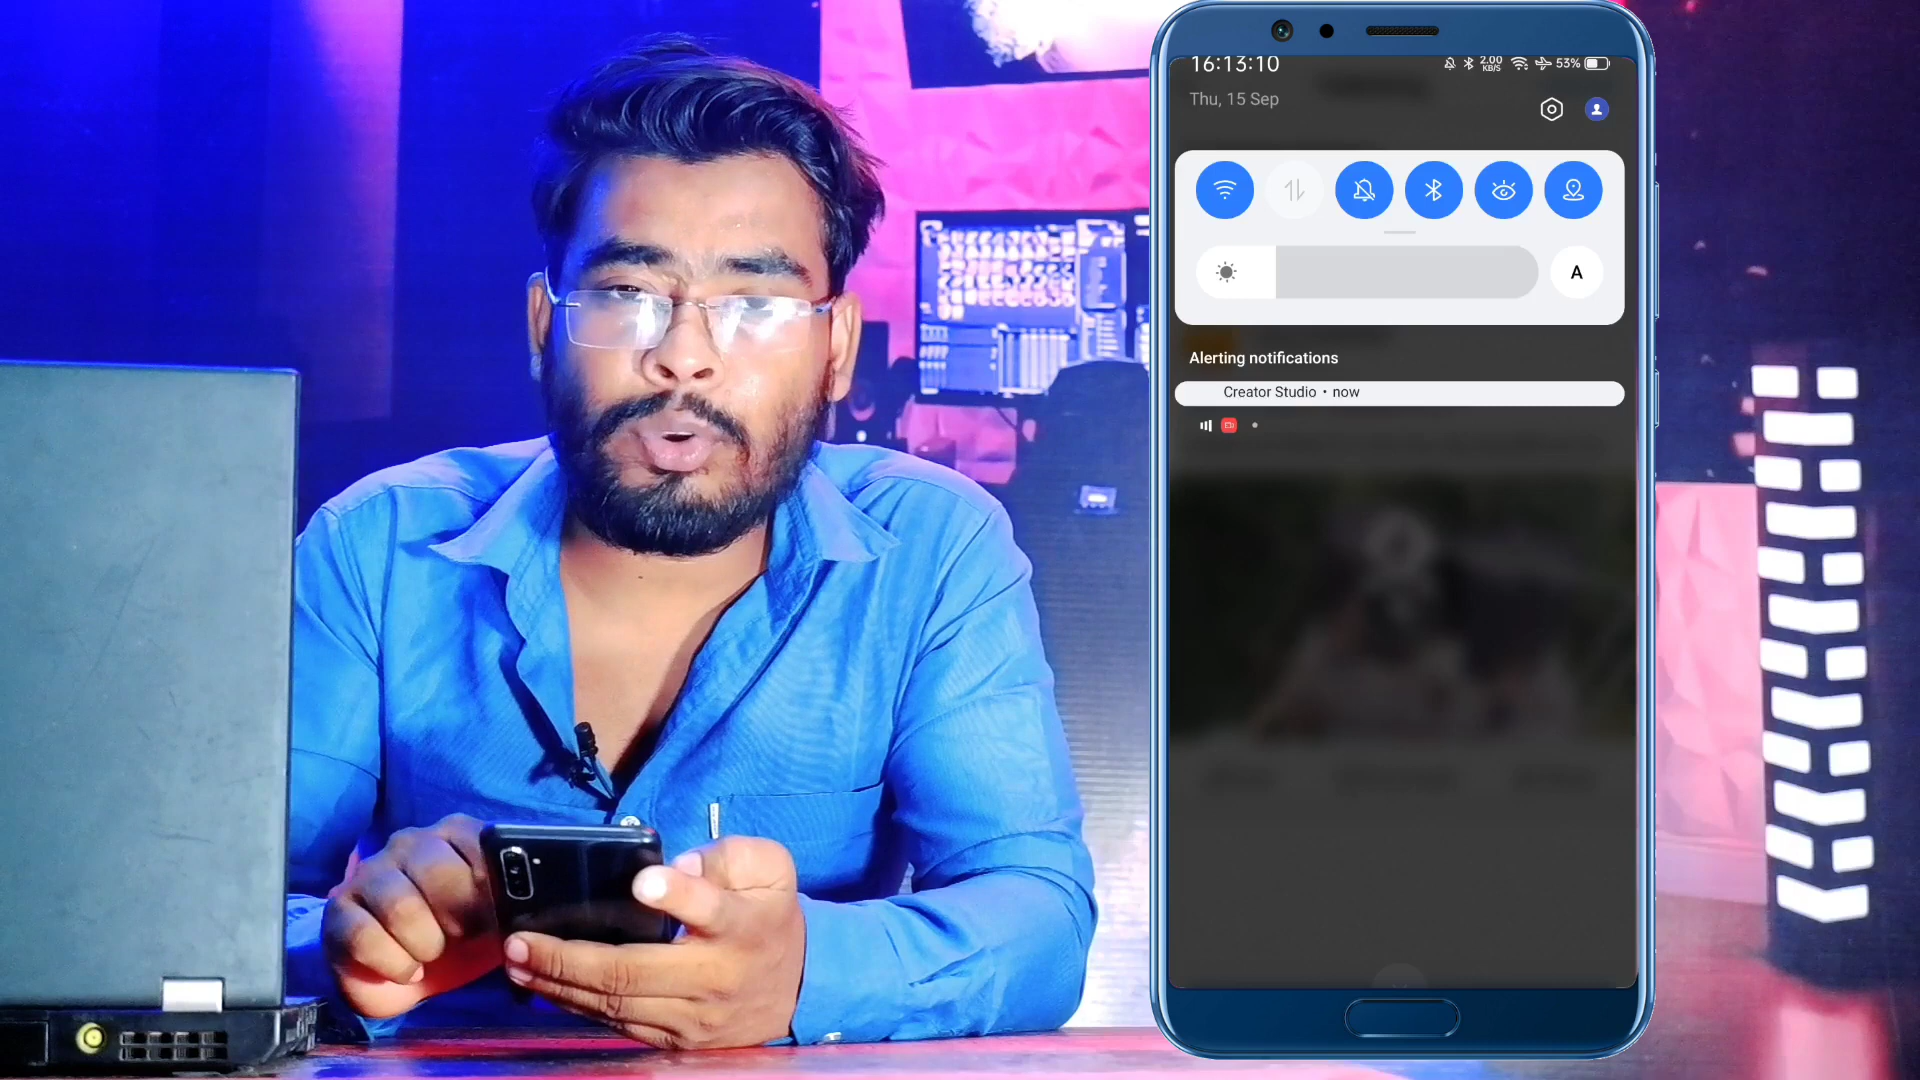 16:13:10
2.00
KB/S
53%
Thu, 15 Sep
A
Alerting notifications
Creator Studio • now